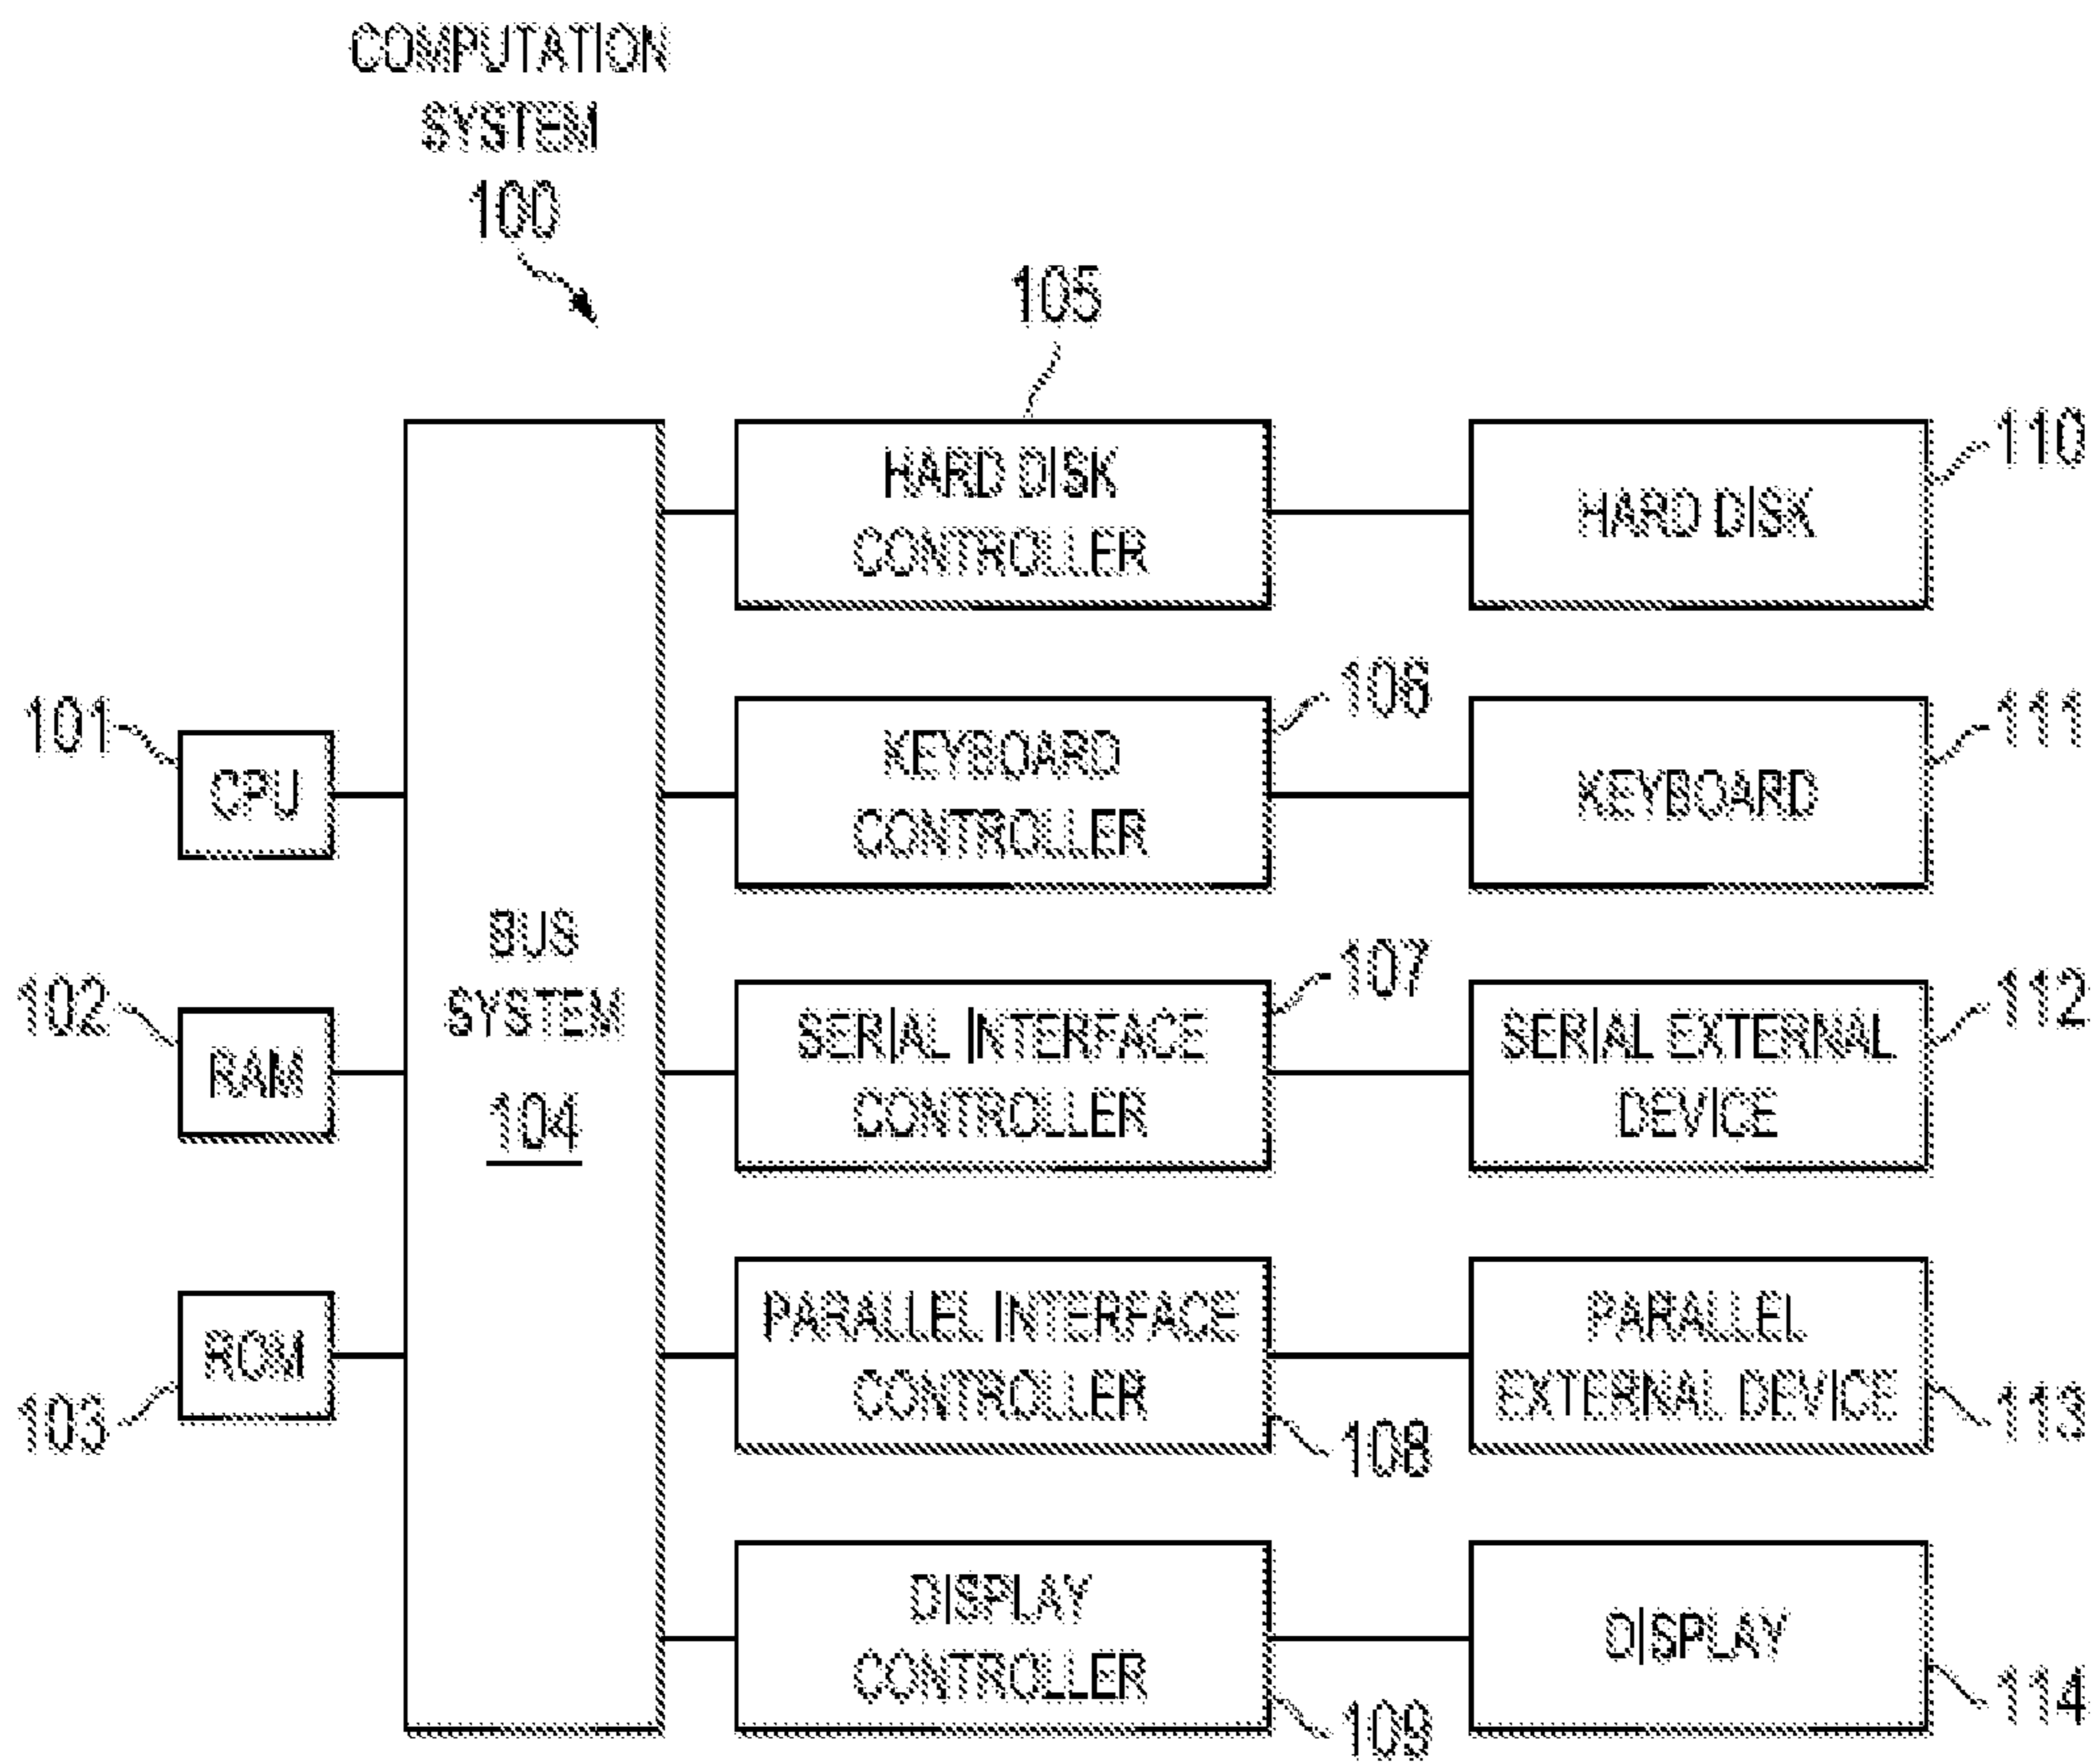 COMPUTATION
SYSTEM
100
105
HARD DISK
CONTROLLER
HARD DISK
110
101
CPU
106
KEYBOARD
CONTROLLER
KEYBOARD
111
BUS
SYSTEM
104
102
RAM
107
SERIAL INTERFACE
CONTROLLER
SERIAL EXTERNAL
DEVICE
112
103
ROM
PARALLEL INTERFACE
CONTROLLER
108
PARALLEL
EXTERNAL DEVICE
113
DISPLAY
CONTROLLER
109
DISPLAY
114